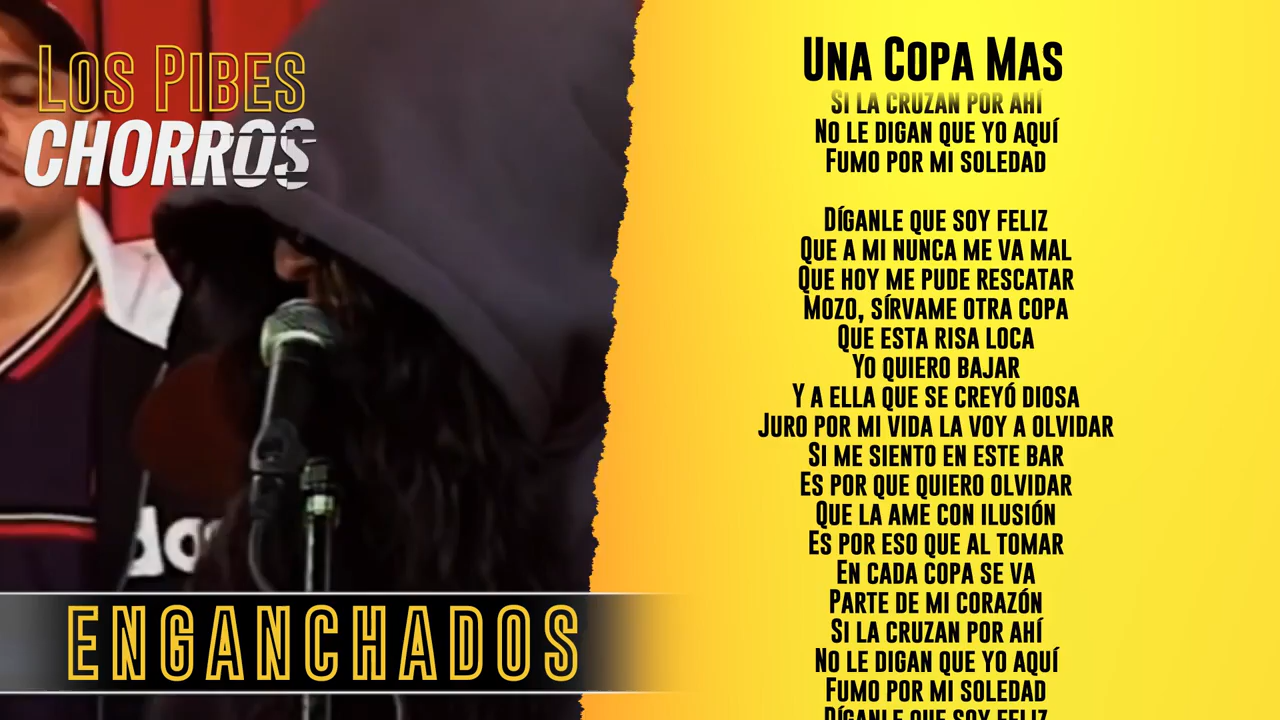 Los Pibes
CHORROS
ENGANCHADOS
Una Copa Mas
Si la cruzan por ahí
No le digan que yo aquí
Fumo por mi soledad
Díganle que soy feliz
Que a mi nunca me va mal
Que hoy me pude rescatar
Mozo, sírvame otra copa
Que esta risa loca
Yo quiero bajar
Y a ella que se creyó diosa
Juro por mi vida la voy a olvidar
Si me siento en este bar
Es por que quiero olvidar
Que la ame con ilusión
Es por eso que al tomar
En cada copa se va
Parte de mi corazón
Si la cruzan por ahí
No le digan que yo aquí
Fumo por mi soledad
Díganle que soy feliz